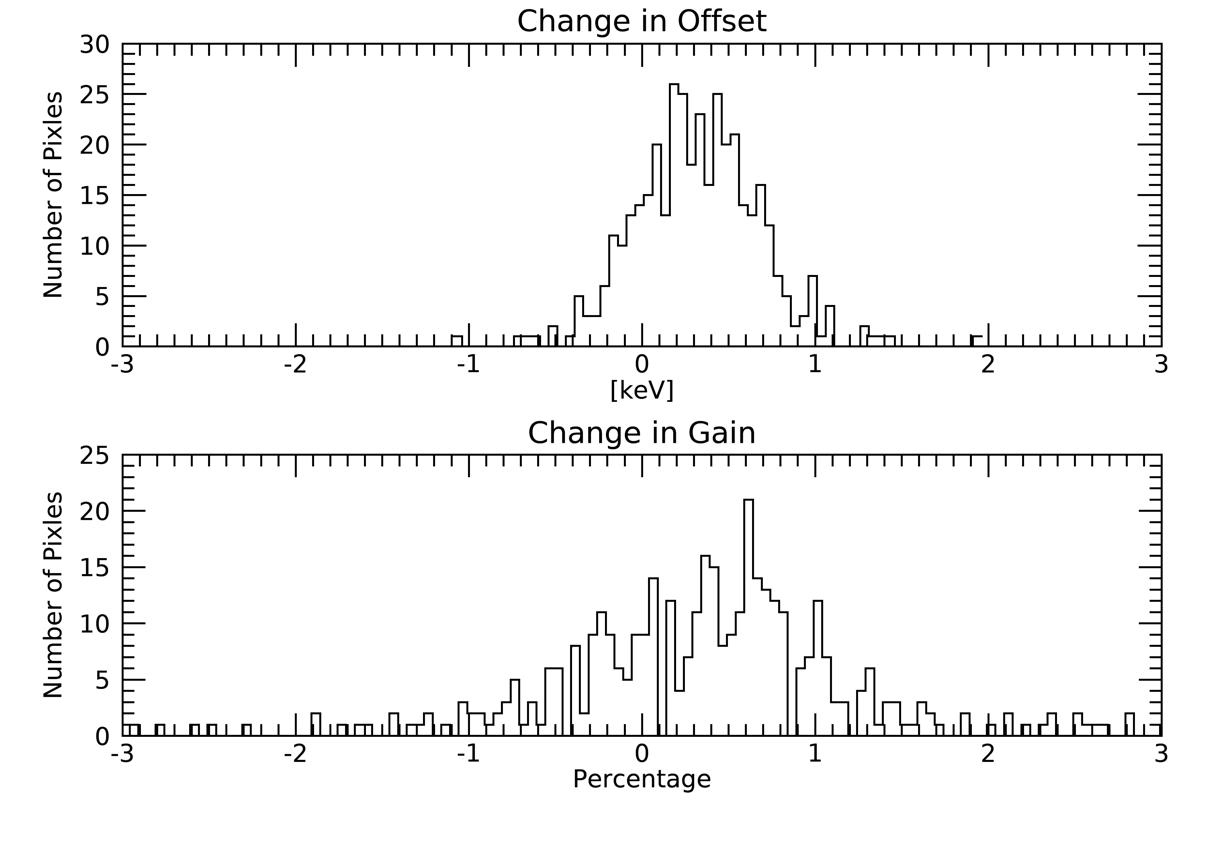 Change in Offset
30
25
20
15
10
5
0
Number of Pixles
-3 -2 -1 0 1 2 3
[keV]
Change in Gain
25
20
15
10
5
0
Number of Pixles
-3 -2 -1 0 1 2 3
Percentage